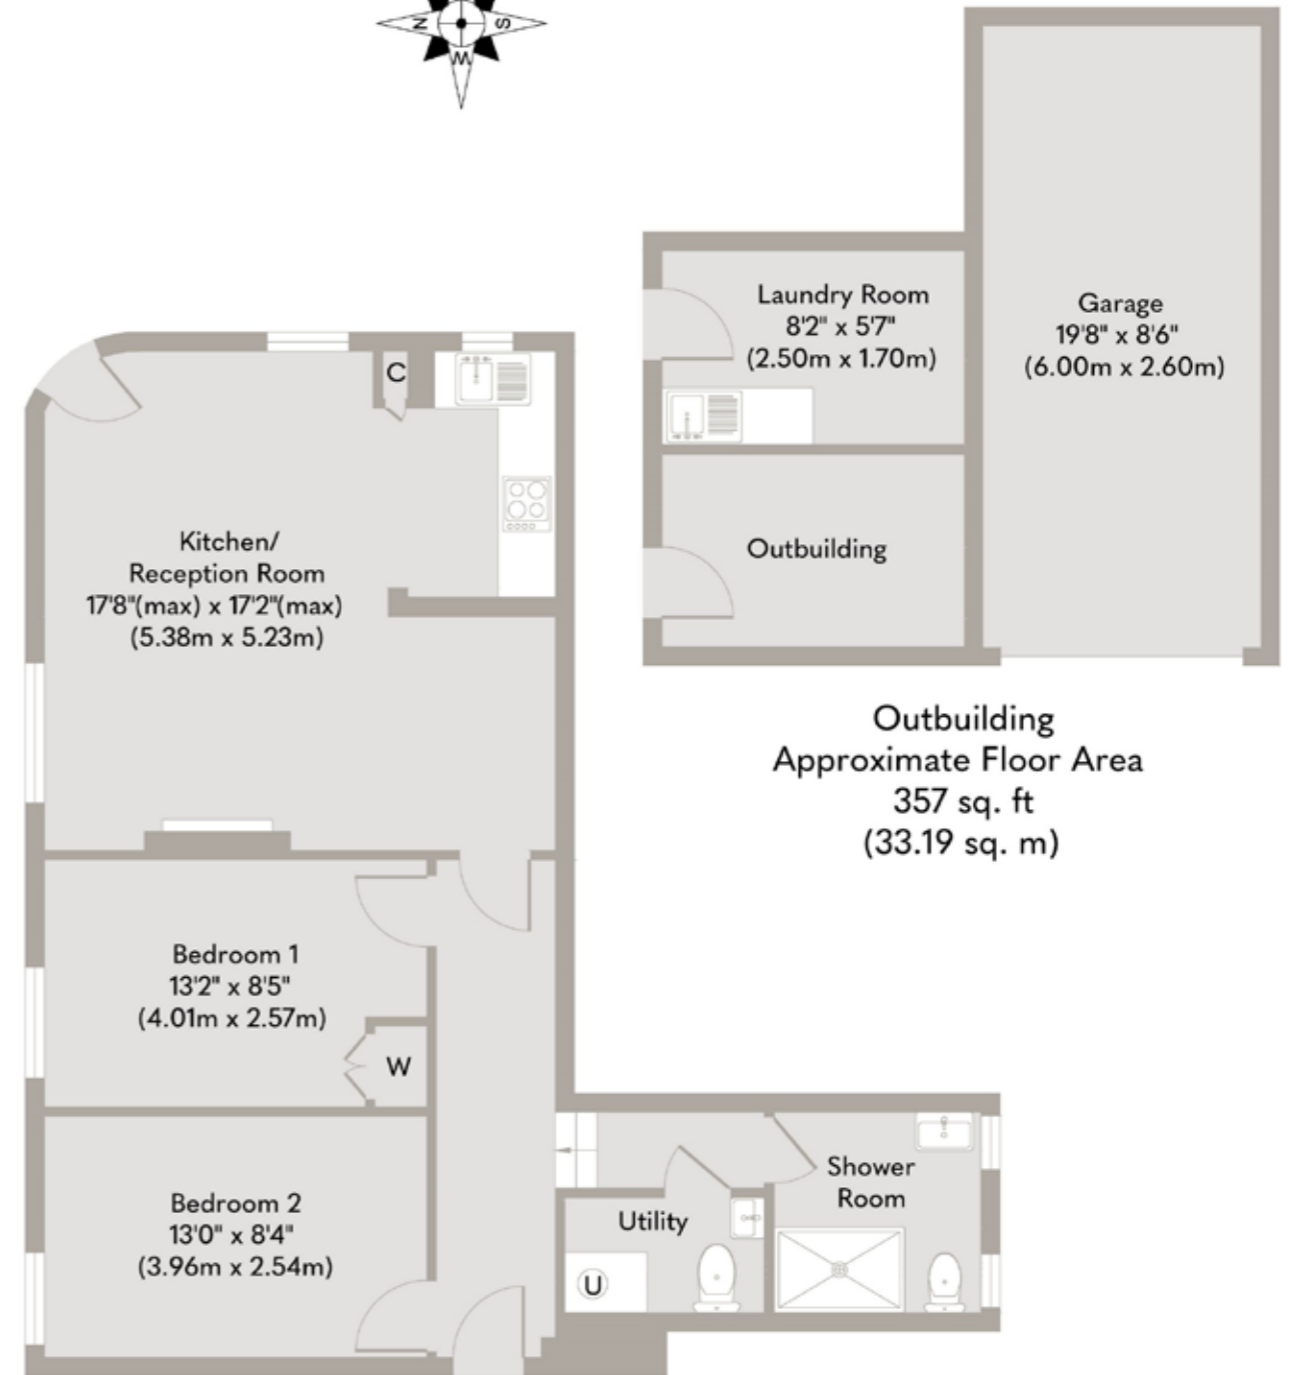 N
S
W
Laundry Room
8'2" x 5'7"
(2.50m x 1.70m)
Garage
19'8" x 8'6"
(6.00m x 2.60m)
C
Kitchen/
Reception Room
17'8"(max) x 17'2"(max)
(5.38m x 5.23m)
Outbuilding
Outbuilding
Approximate Floor Area
357 sq. ft
(33.19 sq. m)
Bedroom 1
13'2" x 8'5"
(4.01m x 2.57m)
W
Bedroom 2
13'0" x 8'4"
(3.96m x 2.54m)
Utility
U
Shower
Room